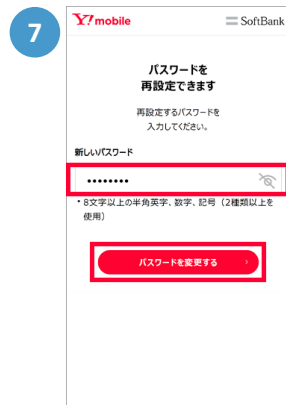 7
Y! mobile
SoftBank
パスワードを
再設定できます
再設定するパスワードを
入力してください。
新しいパスワード
••••••••
* 8文字以上の半角英字、数字、記号（2種類以上を
使用）
パスワードを変更する